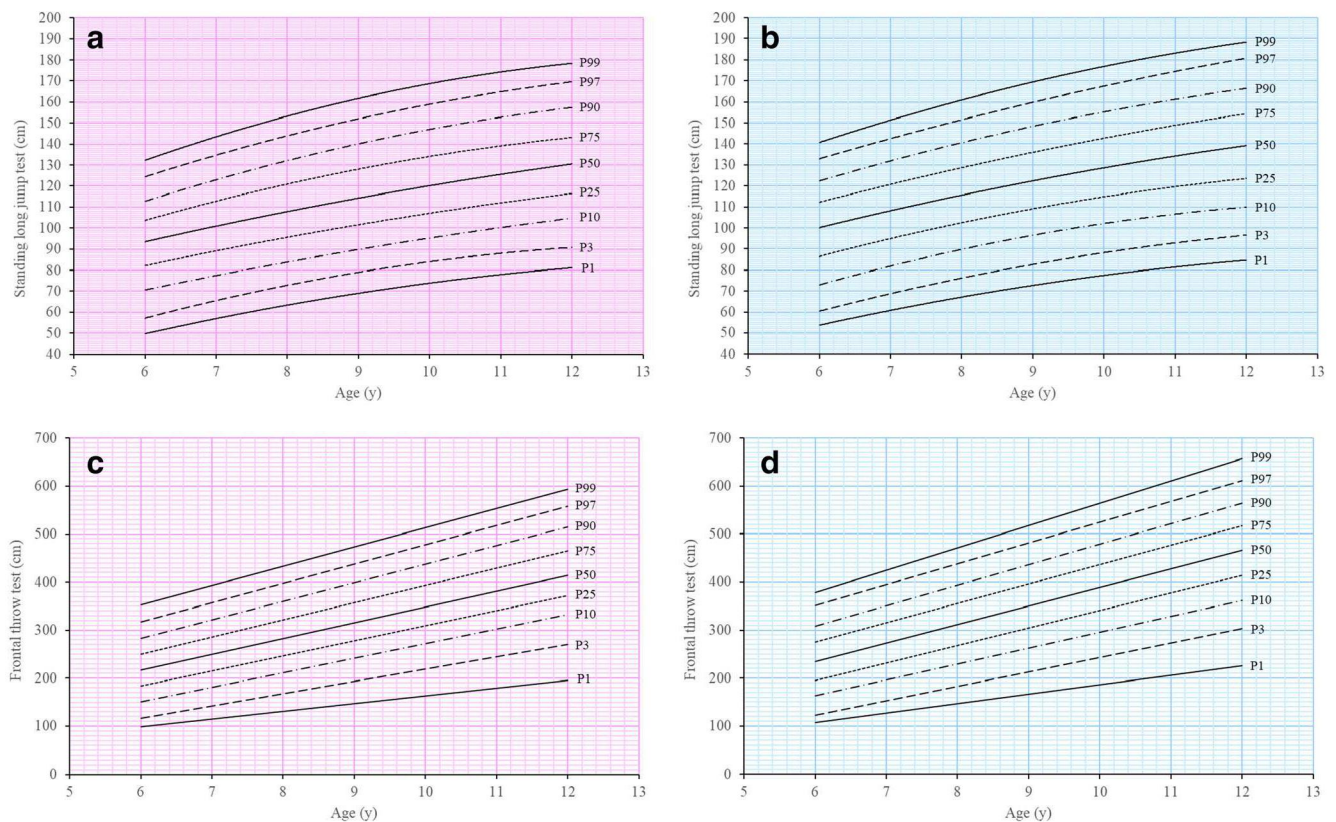 a
200
190
180
170
160
150
140
130
120
110
100
90
80
70
60
50
40
Standing long jump test (cm)
P99
P97
P90
P75
P50
P25
P10
P3
P1
5 6 7 8 9 10 11 12 13
Age (y)
b
200
190
180
170
160
150
140
130
120
110
100
90
80
70
60
50
40
Standing long jump test (cm)
P99
P97
P90
P75
P50
P25
P10
P3
P1
5 6 7 8 9 10 11 12 13
Age (y)
c
700
600
500
400
300
200
100
0
Frontal throw test (cm)
P99
P97
P90
P75
P50
P25
P10
P3
P1
5 6 7 8 9 10 11 12 13
Age (y)
d
700
600
500
400
300
200
100
0
Frontal throw test (cm)
P99
P97
P90
P75
P50
P25
P10
P3
P1
5 6 7 8 9 10 11 12 13
Age (y)